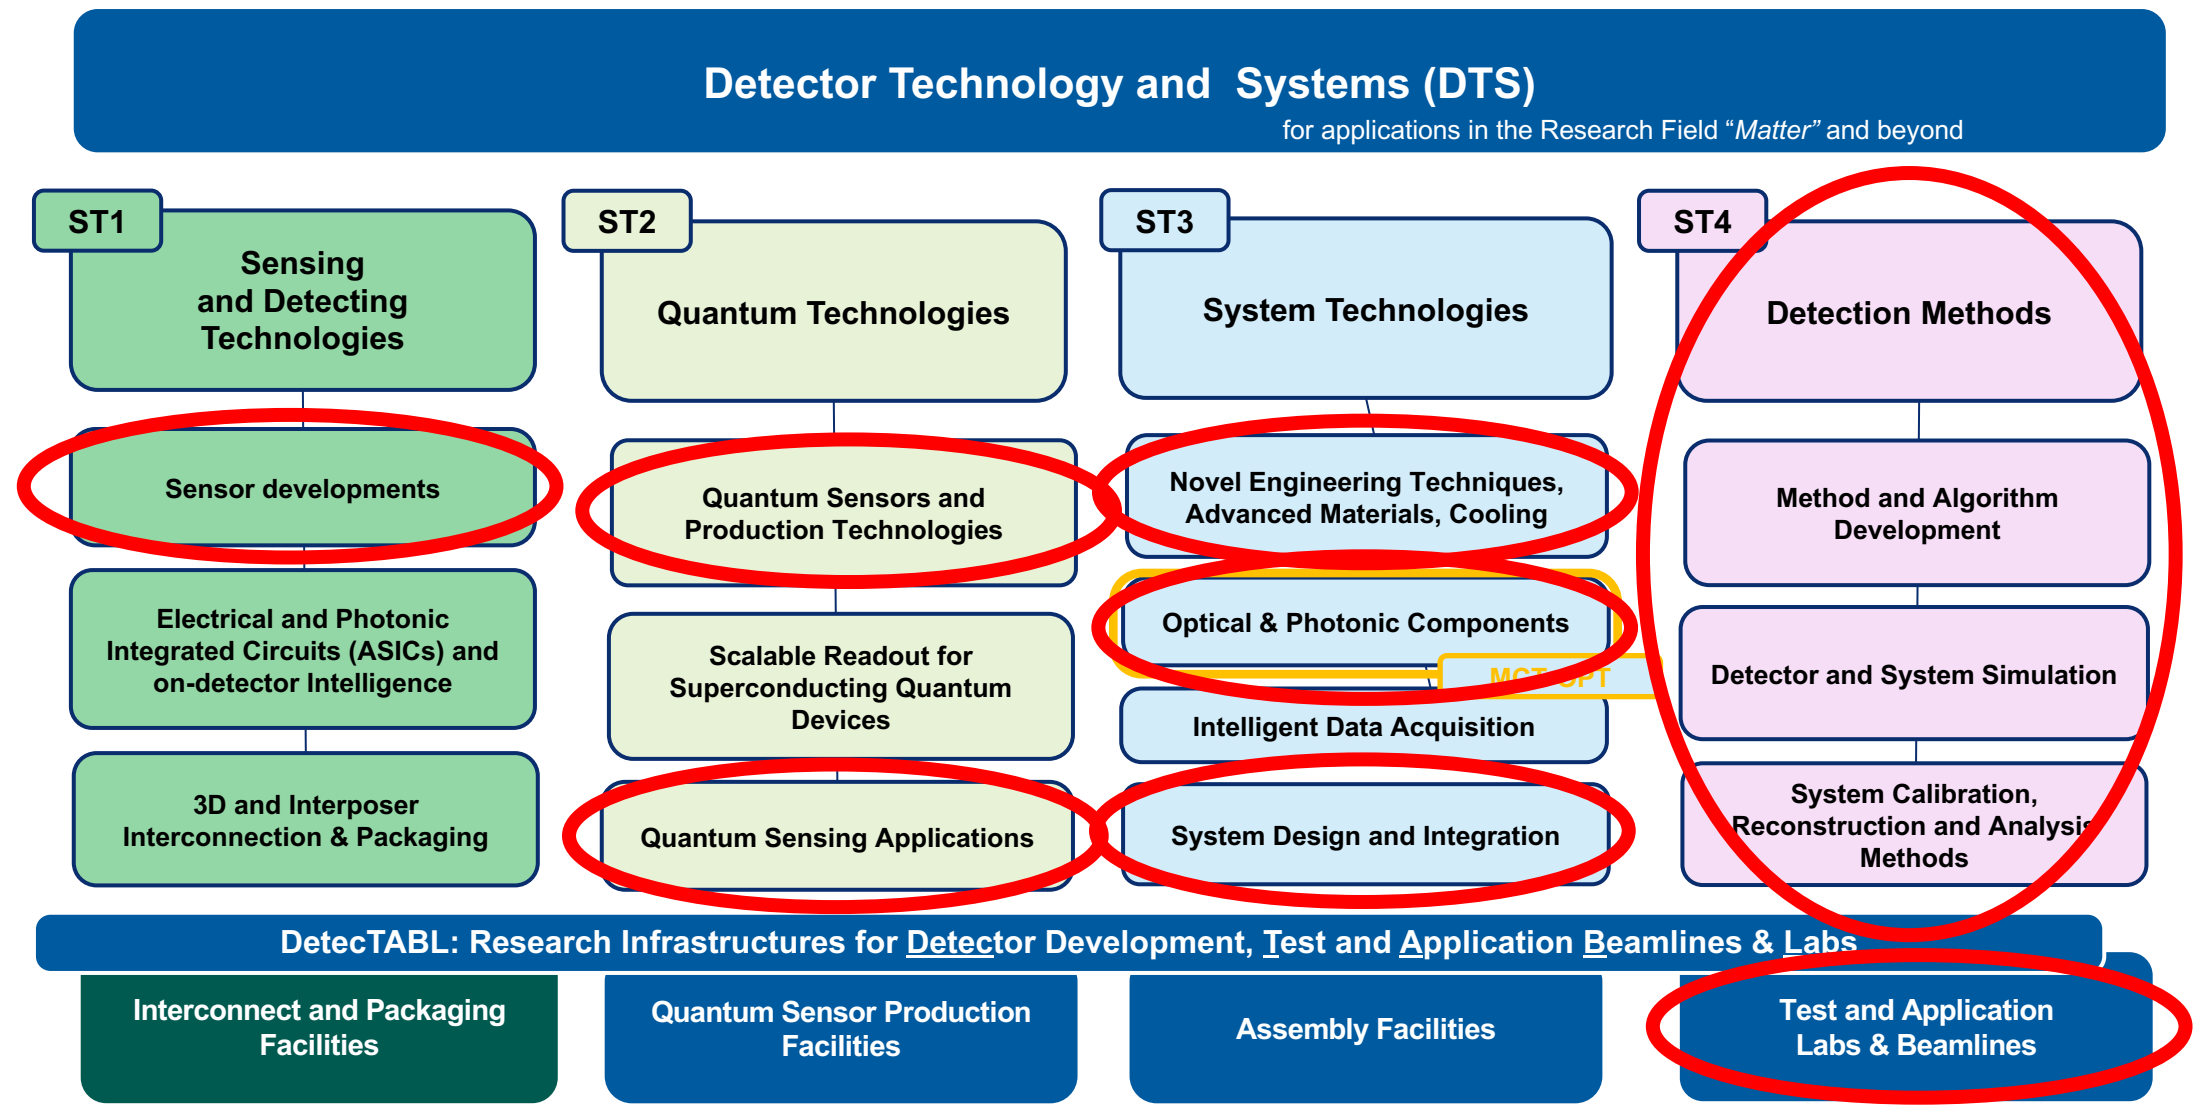 Detector Technology and Systems (DTS)
for applications in the Research Field “Matter” and beyond
ST1
Sensing
and Detecting
Technologies
Sensor developments
Electrical and Photonic
Integrated Circuits (ASICs) and
on-detector Intelligence
3D and Interposer
Interconnection & Packaging
ST2
Quantum Technologies
Quantum Sensors and
Production Technologies
Scalable Readout for
Superconducting Quantum
Devices
Quantum Sensing Applications
ST3
System Technologies
Novel Engineering Techniques,
Advanced Materials, Cooling
Optical & Photonic Components
MCT-OPT
Intelligent Data Acquisition
System Design and Integration
ST4
Detection Methods
Method and Algorithm
Development
Detector and System Simulation
System Calibration,
Reconstruction and Analysis
Methods
DetecTABL: Research Infrastructures for Detector Development, Test and Application Beamlines & Labs
Interconnect and Packaging
Facilities
Quantum Sensor Production
Facilities
Assembly Facilities
Test and Application
Labs & Beamlines